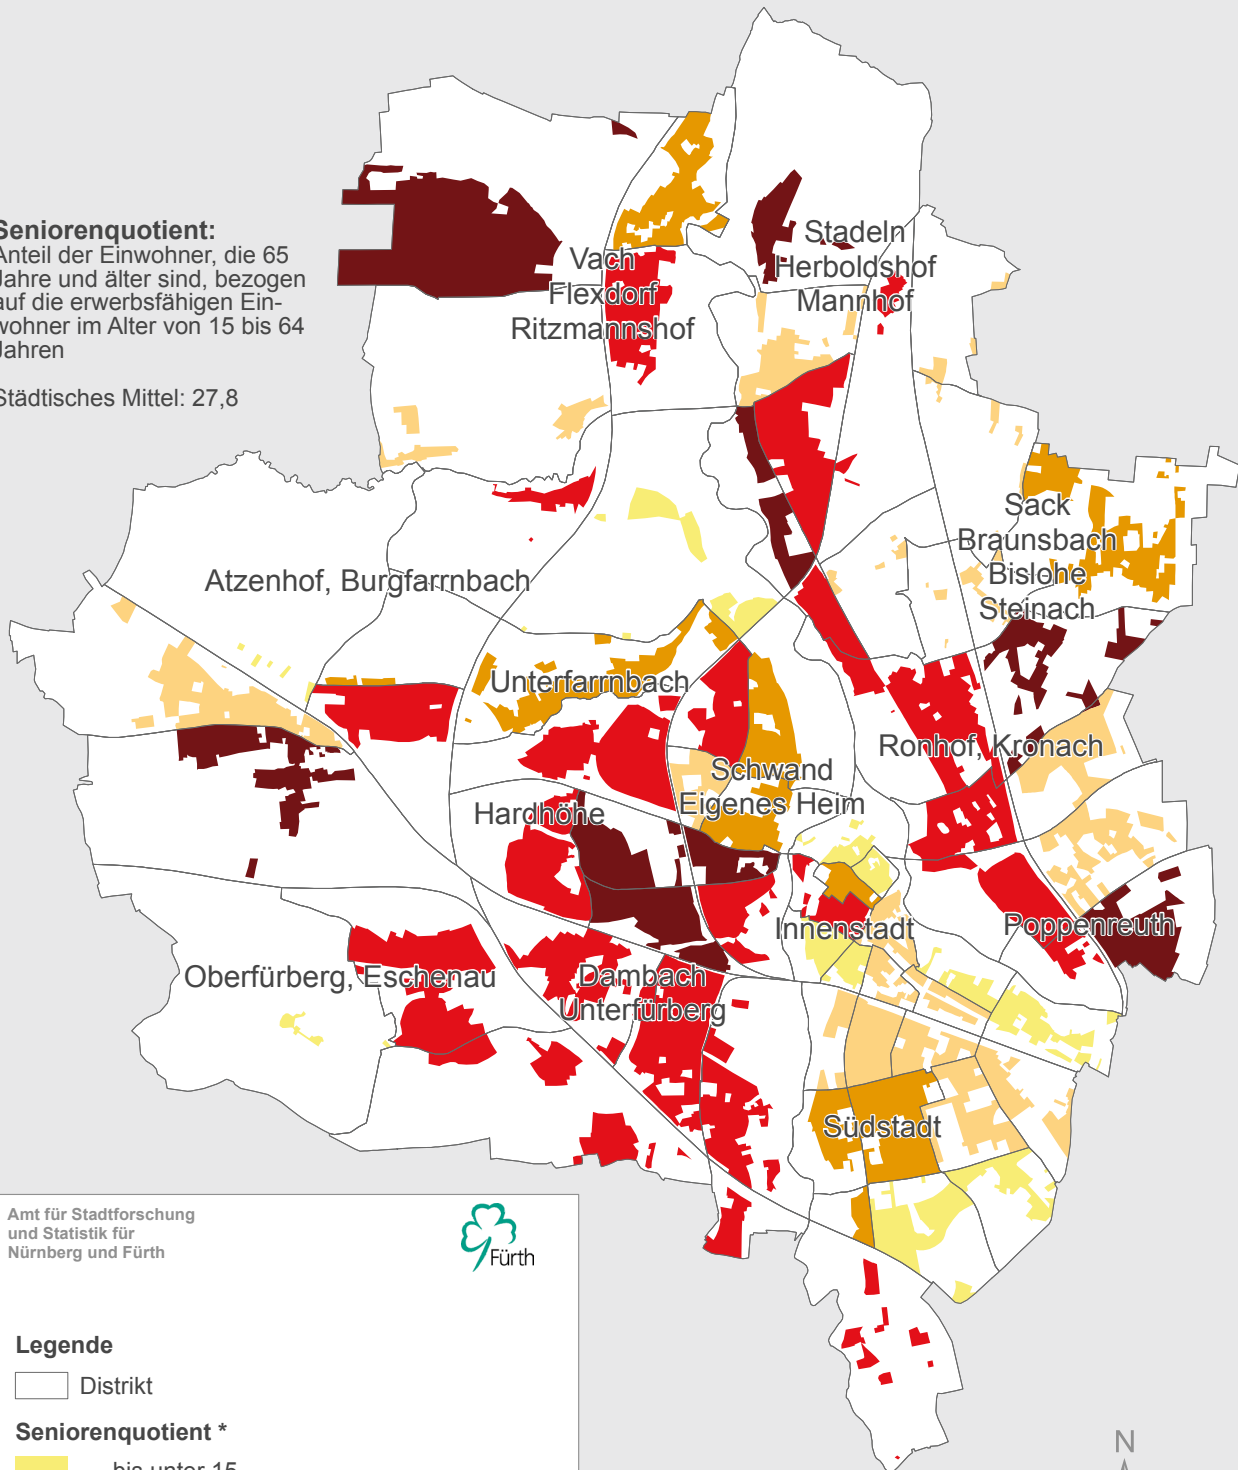 Seniorenquotient:
Anteil der Einwohner, die 65
Jahre und älter sind, bezogen
auf die erwerbsfähigen Ein-
wohner im Alter von 15 bis 64
Jahren
Städtisches Mittel: 27,8
Stadeln
Herboldshof
Mannhof
Vach
Flexdorf
Ritzmannshof
Sack
Braunsbach
Bislohe
Steinach
Atzenhof, Burgfarrnbach
Unterfarrnbach
Ronhof, Kronach
Schwand
Eigenes Heim
Hardhöhe
Innenstadt
Poppenreuth
Oberfürberg, Eschenau
Dambach
Unterfürberg
Südstadt
Amt für Stadtforschung
und Statistik für
Nürnberg und Fürth
Fürth
Legende
Distrikt
Seniorenquotient *
bis unter 15
N